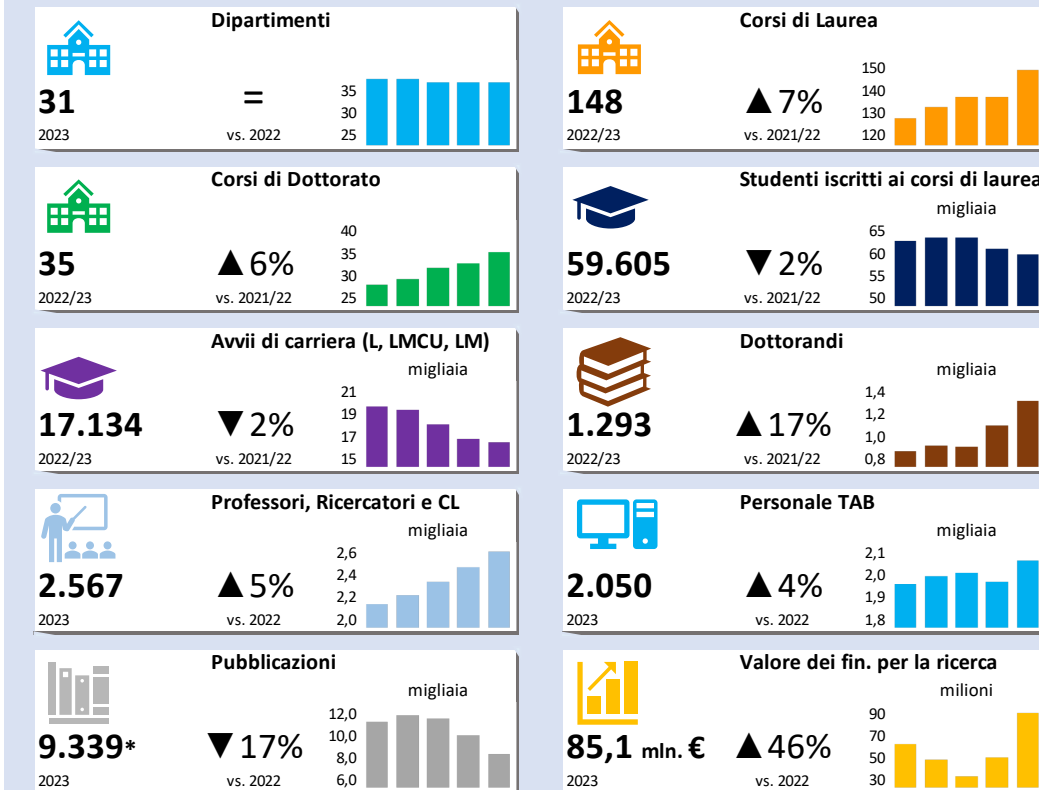 Dipartimenti
35
30
25
31
=
2023
vs. 2022
Corsi di Laurea
150
140
130
120
148
▲7%
2022/23
vs. 2021/22
Corsi di Dottorato
40
35
30
25
35
▲6%
2022/23
vs. 2021/22
Studenti iscritti ai corsi di laurea
migliaia
65
60
55
50
59.605
▼2%
2022/23
vs. 2021/22
Avvii di carriera (L, LMCU, LM)
migliaia
21
19
17
15
17.134
▼2%
2022/23
vs. 2021/22
Dottorandi
migliaia
1,4
1,2
1,0
0,8
1.293
▲17%
2022/23
vs. 2021/22
Professori, Ricercatori e CL
migliaia
2,6
2,4
2,2
2,0
2.567
▲5%
2023
vs. 2022
Personale TAB
migliaia
2,1
2,0
1,9
1,8
2.050
▲4%
2023
vs. 2022
Pubblicazioni
migliaia
12,0
10,0
8,0
6,0
9.339*
▼17%
2023
vs. 2022
Valore dei fin. per la ricerca
milioni
90
70
50
30
85,1 mln. €
▲46%
2023
vs. 2022